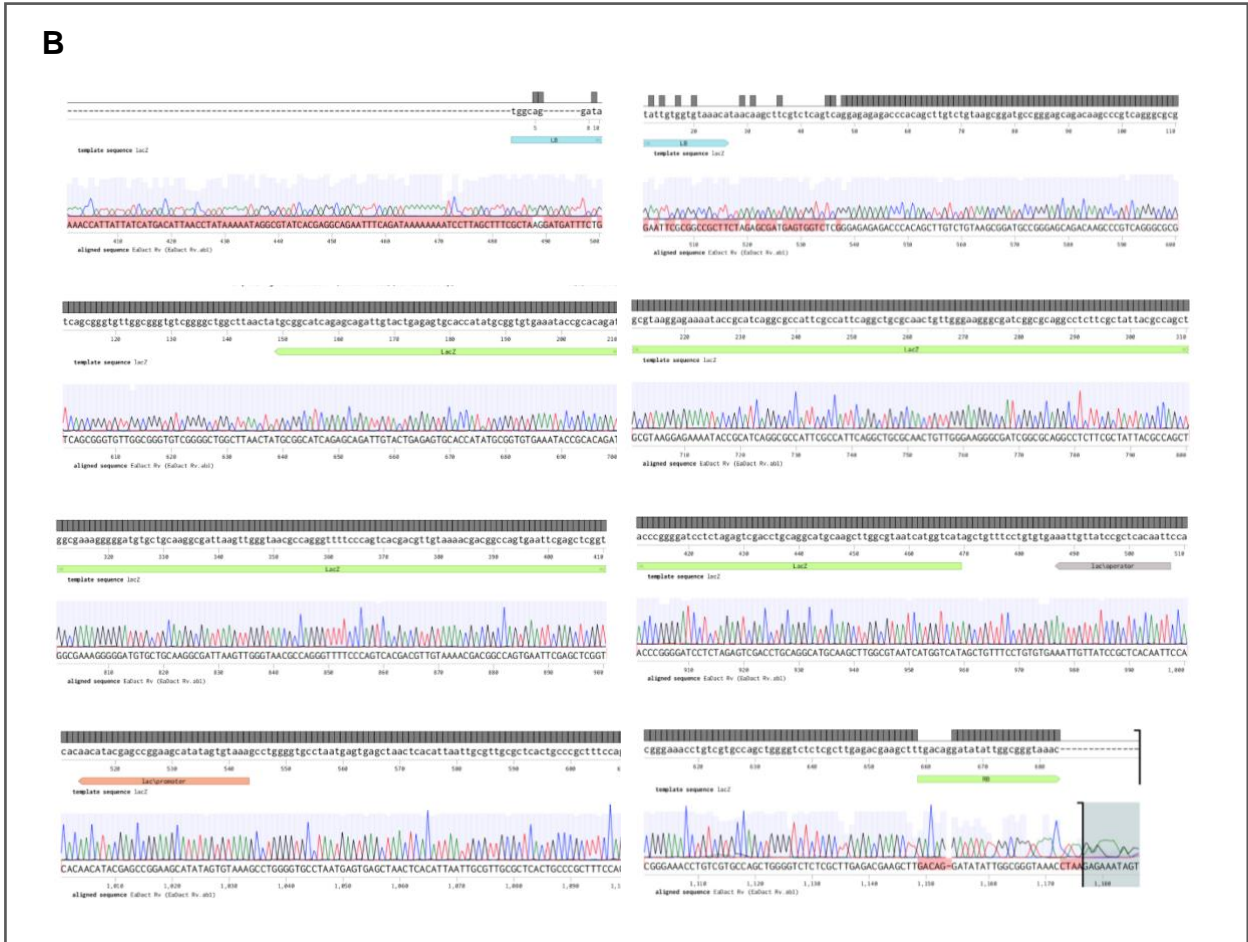 B
--------tggcag-------gata
5 8 10
LB
template sequence lacZ
AAACCATTATTATCATGACATTAACCTATAAAAATAGGCGTATCACGAGGCAGAATTTCAGATAAAAAAAATCCTTAGCTTTCGCTAAGGATGATTTCTG
410 420 430 440 450 460 470 480 490 500
aligned sequence EaDact Rv (EaDact Rv.ab1)
tattgtggtgtaaacataacaagcttcgtctcagtcaggagagagacccacagcttgtctgtaagcggatgccgggagcagacaagcccgtcagggcgcg
20 30 40 50 60 70 80 90 100 110
LB
template sequence lacZ
GAATTCGCGGCCGCTTCTAGAGCGATGAGTGGTCTCGGGAGAGAGACCCACAGCTTGTCTGTAAGCGGATGCCGGGAGCAGACAAGCCCGTCAGGGCGCG
510 520 530 540 550 560 570 580 590 600
aligned sequence EaDact Rv (EaDact Rv.ab1)
tcagcgggtgttggcgggtgtcggggctggcttaactatgcggcatcagagcagattgtactgagagtgcaccatatgcggtgtgaaataccgcacagat
120 130 140 150 160 170 180 190 200 210
LacZ
template sequence lacZ
TCAGCGGGTGTTGGCGGGTGTCGGGGCTGGCTTAACTATGCGGCATCAGAGCAGATTGTACTGAGAGTGCACCATATGCGGTGTGAAATACCGCACAGAT
610 620 630 640 650 660 670 680 690 700
aligned sequence EaDact Rv (EaDact Rv.ab1)
gcgtaaggagaaaataccgcatcaggcgccattcgccattcaggctgcgcaactgttgggaagggcgatcggcgcaggcctcttcgctattacgccagct
220 230 240 250 260 270 280 290 300 310
LacZ
template sequence lacZ
GCGTAAGGAGAAAATACCGCATCAGGCGCCATTCGCCATTCAGGCTGCGCAACTGTTGGGAAGGGCGATCGGCGCAGGCCTCTTCGCTATTACGCCAGCT
710 720 730 740 750 760 770 780 790 800
aligned sequence EaDact Rv (EaDact Rv.ab1)
ggcgaaagggggatgtgctgcaaggcgattaagttgggtaacgccagggttttcccagtcacgacgttgtaaaacgacggccagtgaattcgagctcggt
320 330 340 350 360 370 380 390 400 410
LacZ
template sequence lacZ
GGCGAAAGGGGGATGTGCTGCAAGGCGATTAAGTTGGGTAACGCCAGGGTTTTCCCAGTCACGACGTTGTAAAACGACGGCCAGTGAATTCGAGCTCGGT
820 830 840 850 860 870 880 890 900
aligned sequence EaDact Rv (EaDact Rv.ab1)
acccggggatcctctagagtcgacctgcaggcatgcaagcttggcgtaatcatggtcatagctgtttcctgtgtgaaattgttatccgctcacaattcca
420 430 440 450 460 470 480 490 500 510
LacZ lac\operator
template sequence lacZ
ACCCGGGGATCCTCTAGAGTCGACCTGCAGGCATGCAAGCTTGGCGTAATCATGGTCATAGCTGTTTCCTGTGTGAAATTGTTATCCGCTCACAATTCCA
910 920 930 940 950 960 970 980 990 1,000
aligned sequence EaDact Rv (EaDact Rv.ab1)
cacaacatacgagccggaagcatatagtgtaaagcctggggtgcctaatgagtgagctaactcacattaattgcgttgcgctcactgcccgctttccag
520 530 540 550 560 570 580 590 600
lac\promotor
template sequence lacZ
CACAACATACGAGCCGGAAGCATATAGTGTAAAGCCTGGGGTGCCTAATGAGTGAGCTAACTCACATTAATTGCGTTGCGCTCACTGCCCGCTTTCCAG
1,010 1,020 1,030 1,040 1,050 1,060 1,070 1,080 1,090
aligned sequence EaDact Rv (EaDact Rv.ab1)
cgggaaacctgtcgtgccagctggggtctctcgcttgagacgaagctttgacaggatatattggcgggtaaac--------------
620 630 640 650 660 670 680
RB
template sequence lacZ
CGGGAAACCTGTCGTGCCAGCTGGGGTCTCTCGCTTGAGACGAAGCTTGACAG-GATATATTGGCGGGTAAACCTAAGAGAAATAGT
1,110 1,120 1,130 1,140 1,150 1,160 1,170 1,180
aligned sequence EaDact Rv (EaDact Rv.ab1)